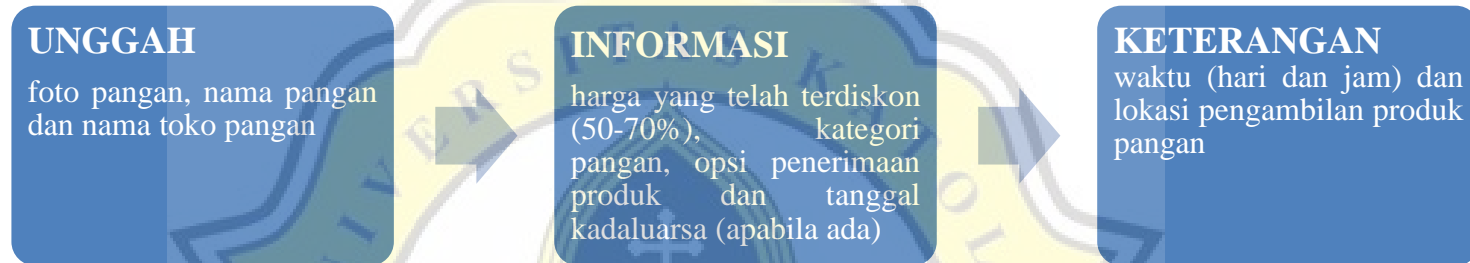 UNGGAH
foto pangan, nama pangan
dan nama toko pangan
INFORMASI
harga yang telah terdiskon
(50-70%), kategori
pangan, opsi penerimaan
produk dan tanggal
kadaluarsa (apabila ada)
KETERANGAN
waktu (hari dan jam) dan
lokasi pengambilan produk
pangan